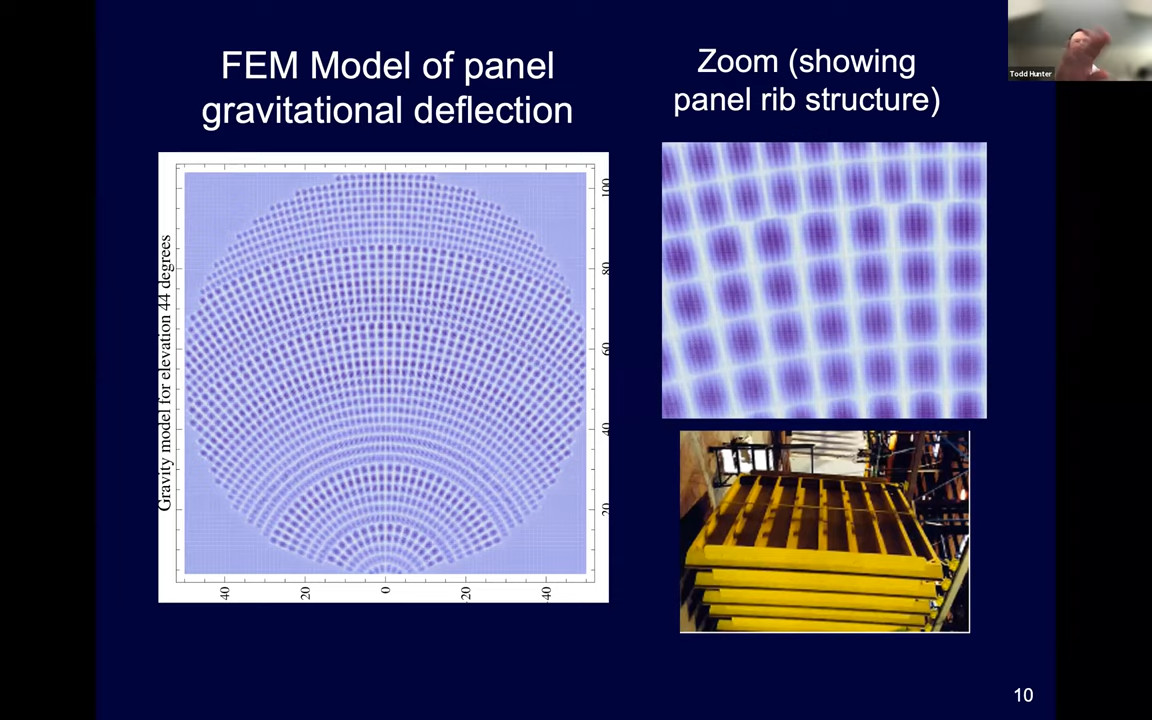 FEM Model of panel
gravitational deflection
Zoom (showing
panel rib structure)
Todd Hunter
Gravity model for elevation 44 degrees
100
80
60
40
20
40
20
0
20
40
10